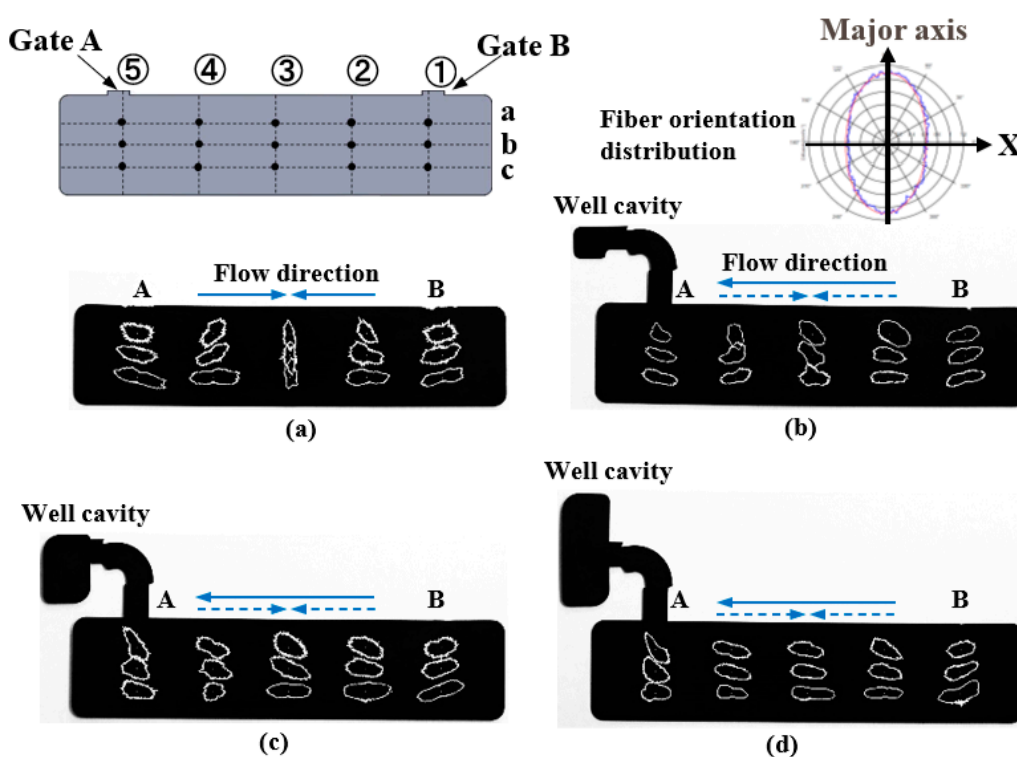 Gate A
Gate B
⑤ ④ ③ ② ①
a
b
c
Major axis
Fiber orientation
distribution
X
Well cavity
Flow direction
A
B
(a)
Flow direction
A
B
(b)
Well cavity
A
B
(c)
Well cavity
A
B
(d)